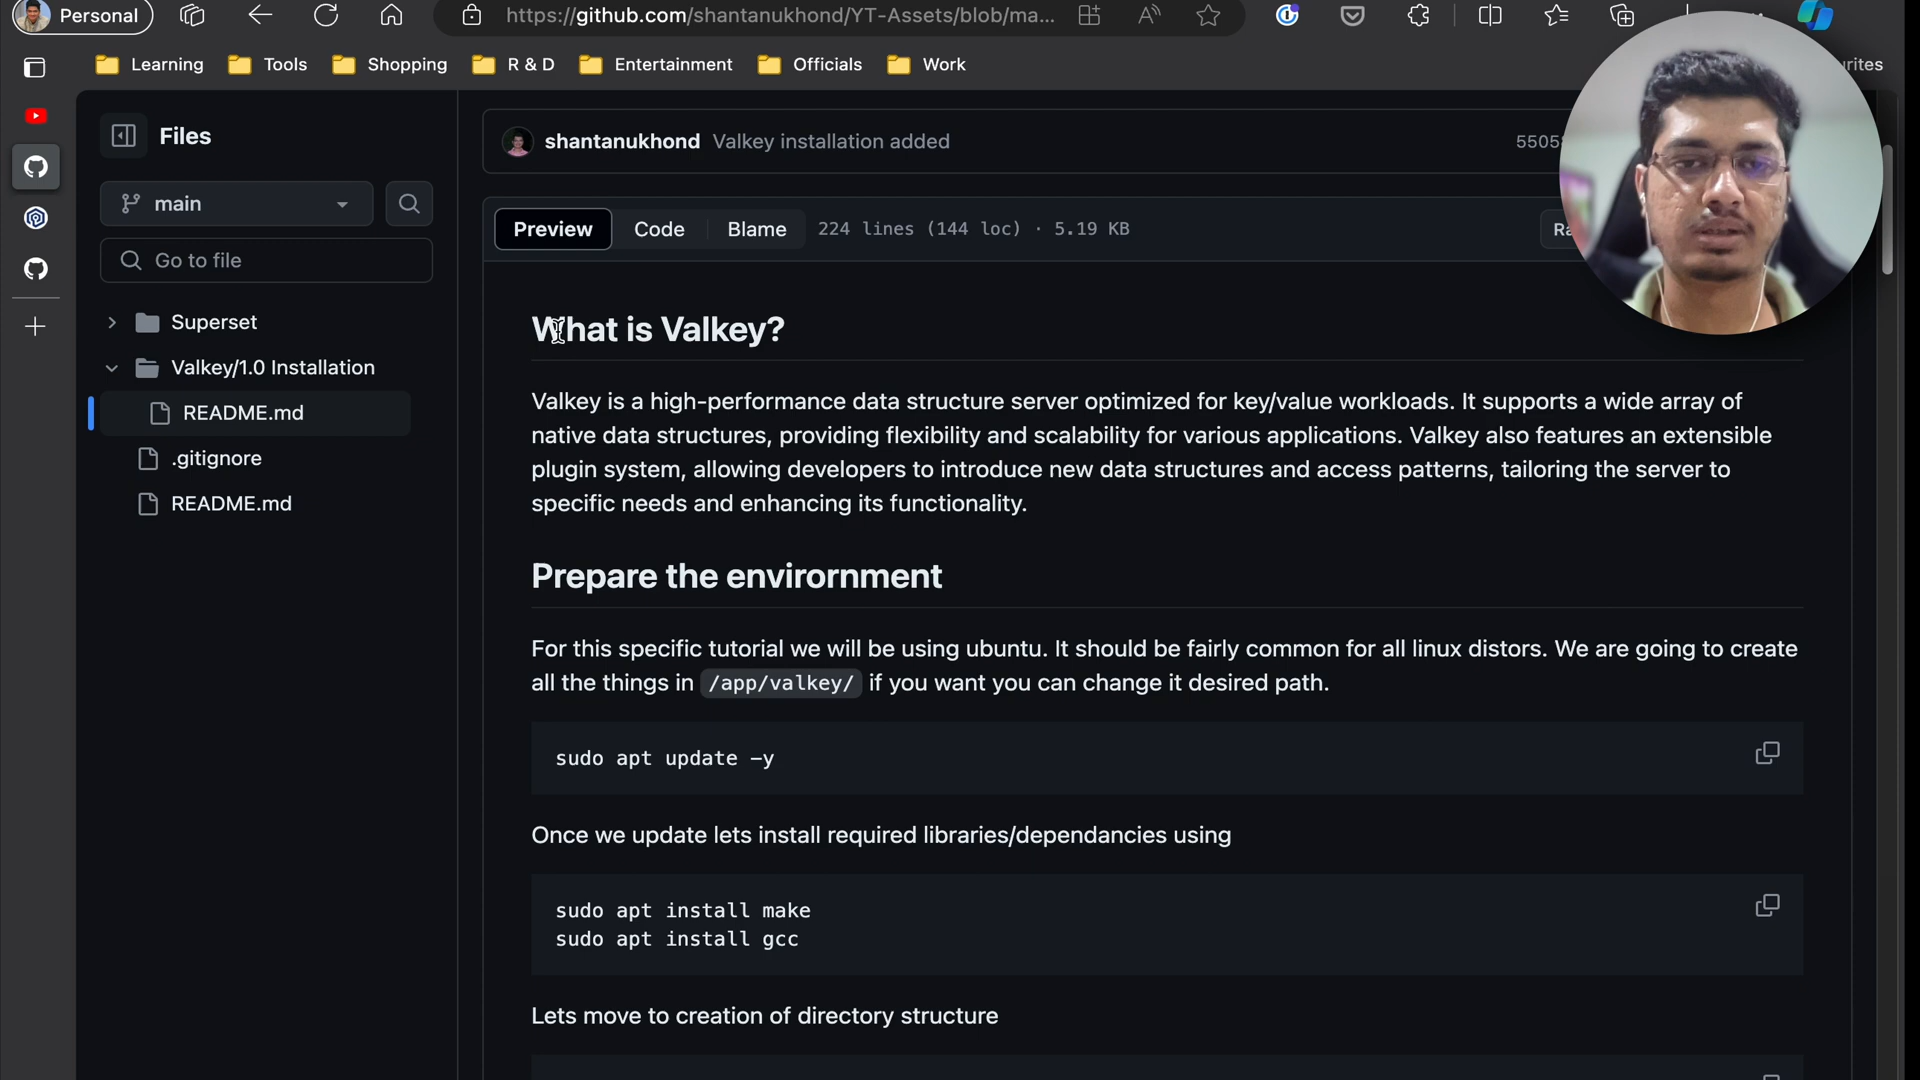 Personal
https://github.com/shantanukhond/YT-Assets/blob/ma...
Learning
Tools
Shopping
R & D
Entertainment
Officials
Work
Files
shantanukhond Valkey installation added
main
Preview
Code
Blame
224 lines (144 loc) · 5.19 KB
Go to file
Superset
Valkey/1.0 Installation
README.md
.gitignore
README.md
What is Valkey?
Valkey is a high-performance data structure server optimized for key/value workloads. It supports a wide array of
native data structures, providing flexibility and scalability for various applications. Valkey also features an extensible
plugin system, allowing developers to introduce new data structures and access patterns, tailoring the server to
specific needs and enhancing its functionality.
Prepare the envirornment
For this specific tutorial we will be using ubuntu. It should be fairly common for all linux distors. We are going to create
all the things in /app/valkey/ if you want you can change it desired path.
sudo apt update -y
Once we update lets install required libraries/dependancies using
sudo apt install make
sudo apt install gcc
Lets move to creation of directory structure